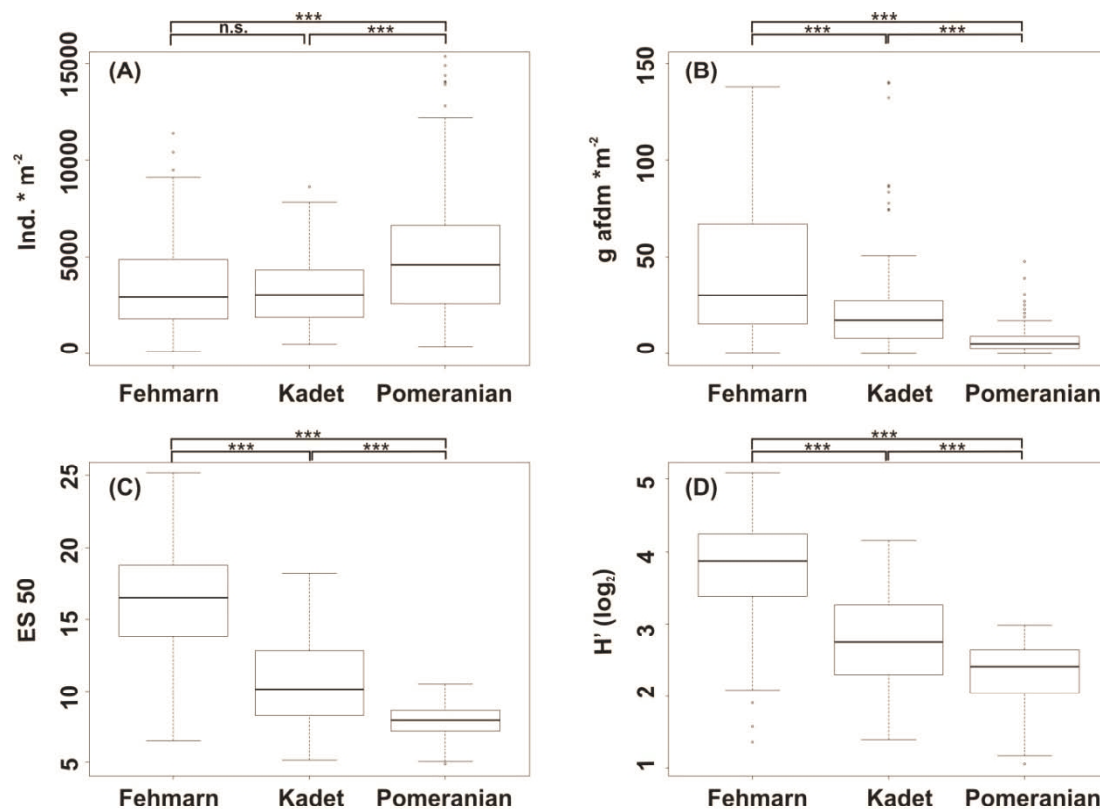 ***
n.s. ***
(A)
15000
10000
5000
0
Ind. * m⁻²
Fehmarn Kadet Pomeranian
***
*** ***
(B)
150
100
50
0
g afdm *m⁻²
Fehmarn Kadet Pomeranian
***
*** ***
(C)
25
20
15
10
5
ES 50
Fehmarn Kadet Pomeranian
***
*** ***
(D)
5
4
3
2
1
H' (log₂)
Fehmarn Kadet Pomeranian